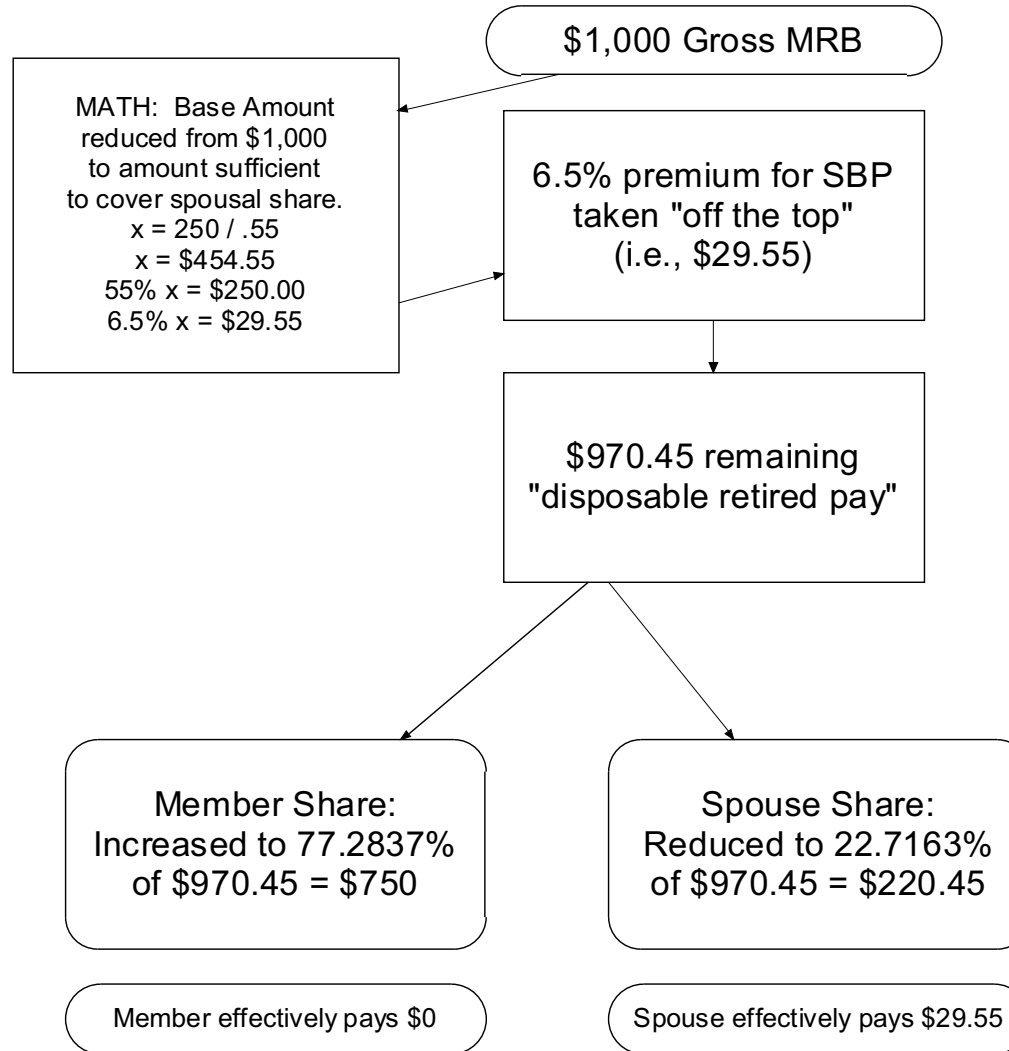 $1,000 Gross MRB
MATH:  Base Amount
reduced from $1,000
to amount sufficient
to cover spousal share.
x = 250 / .55
x = $454.55
55% x = $250.00
6.5% x = $29.55
6.5% premium for SBP
taken "off the top"
(i.e., $29.55)
$970.45 remaining
"disposable retired pay"
Member Share:
Increased to 77.2837%
of $970.45 = $750
Spouse Share:
Reduced to 22.7163%
of $970.45 = $220.45
Member effectively pays $0
Spouse effectively pays $29.55